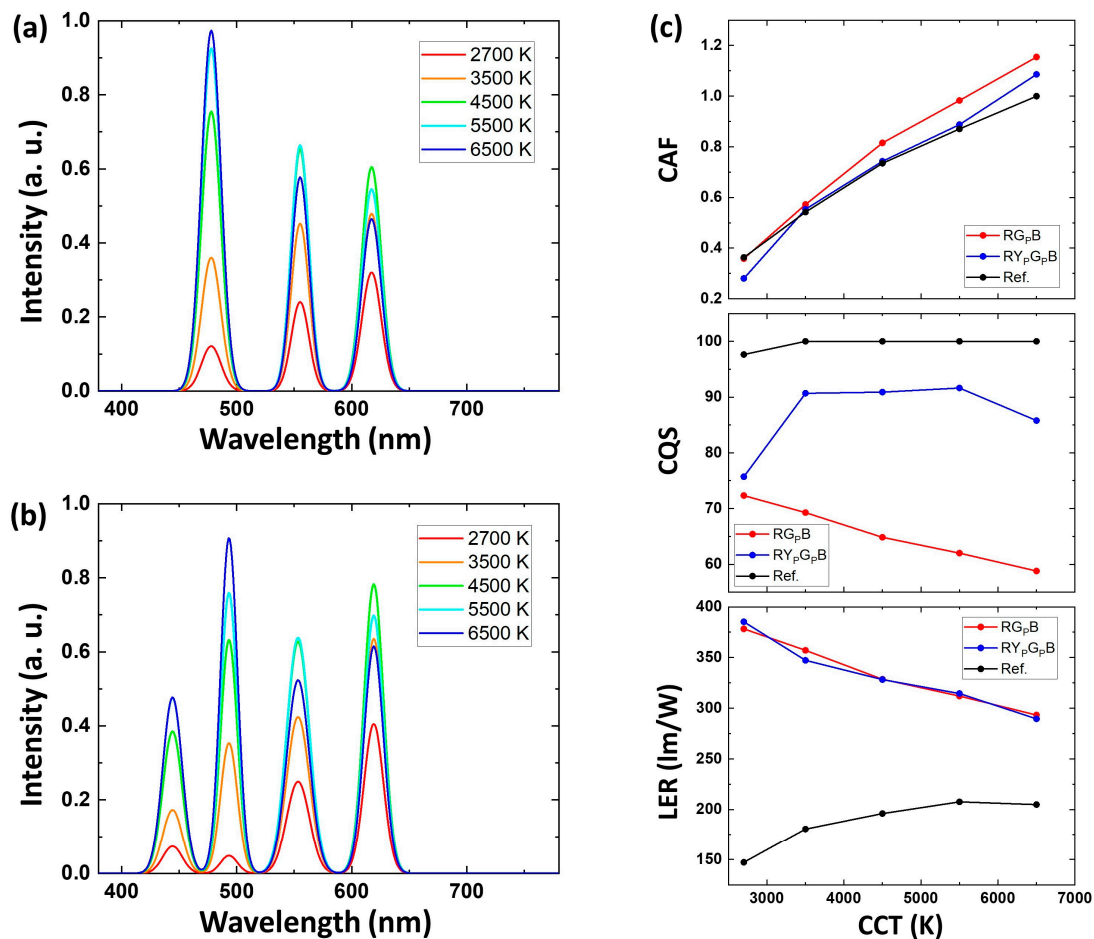 (a)
1.0
0.8
0.6
0.4
0.2
0.0
Intensity (a. u.)
2700 K
3500 K
4500 K
5500 K
6500 K
400 500 600 700
Wavelength (nm)
(b)
1.0
0.8
0.6
0.4
0.2
0.0
Intensity (a. u.)
2700 K
3500 K
4500 K
5500 K
6500 K
400 500 600 700
Wavelength (nm)
(c)
1.2
1.0
0.8
0.6
0.4
0.2
CAF
RGPB
RYPGPB
Ref.
100
90
80
70
60
CQS
RGPB
RYPGPB
Ref.
400
350
300
250
200
150
LER (lm/W)
RGPB
RYPGPB
Ref.
3000 4000 5000 6000 7000
CCT (K)